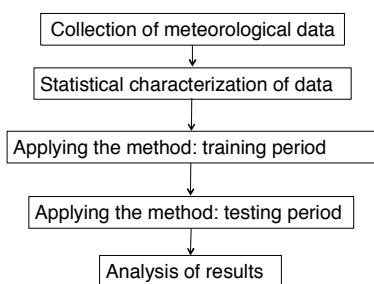 Collection of meteorological data
Statistical characterization of data
Applying the method: training period
Applying the method: testing period
Analysis of results